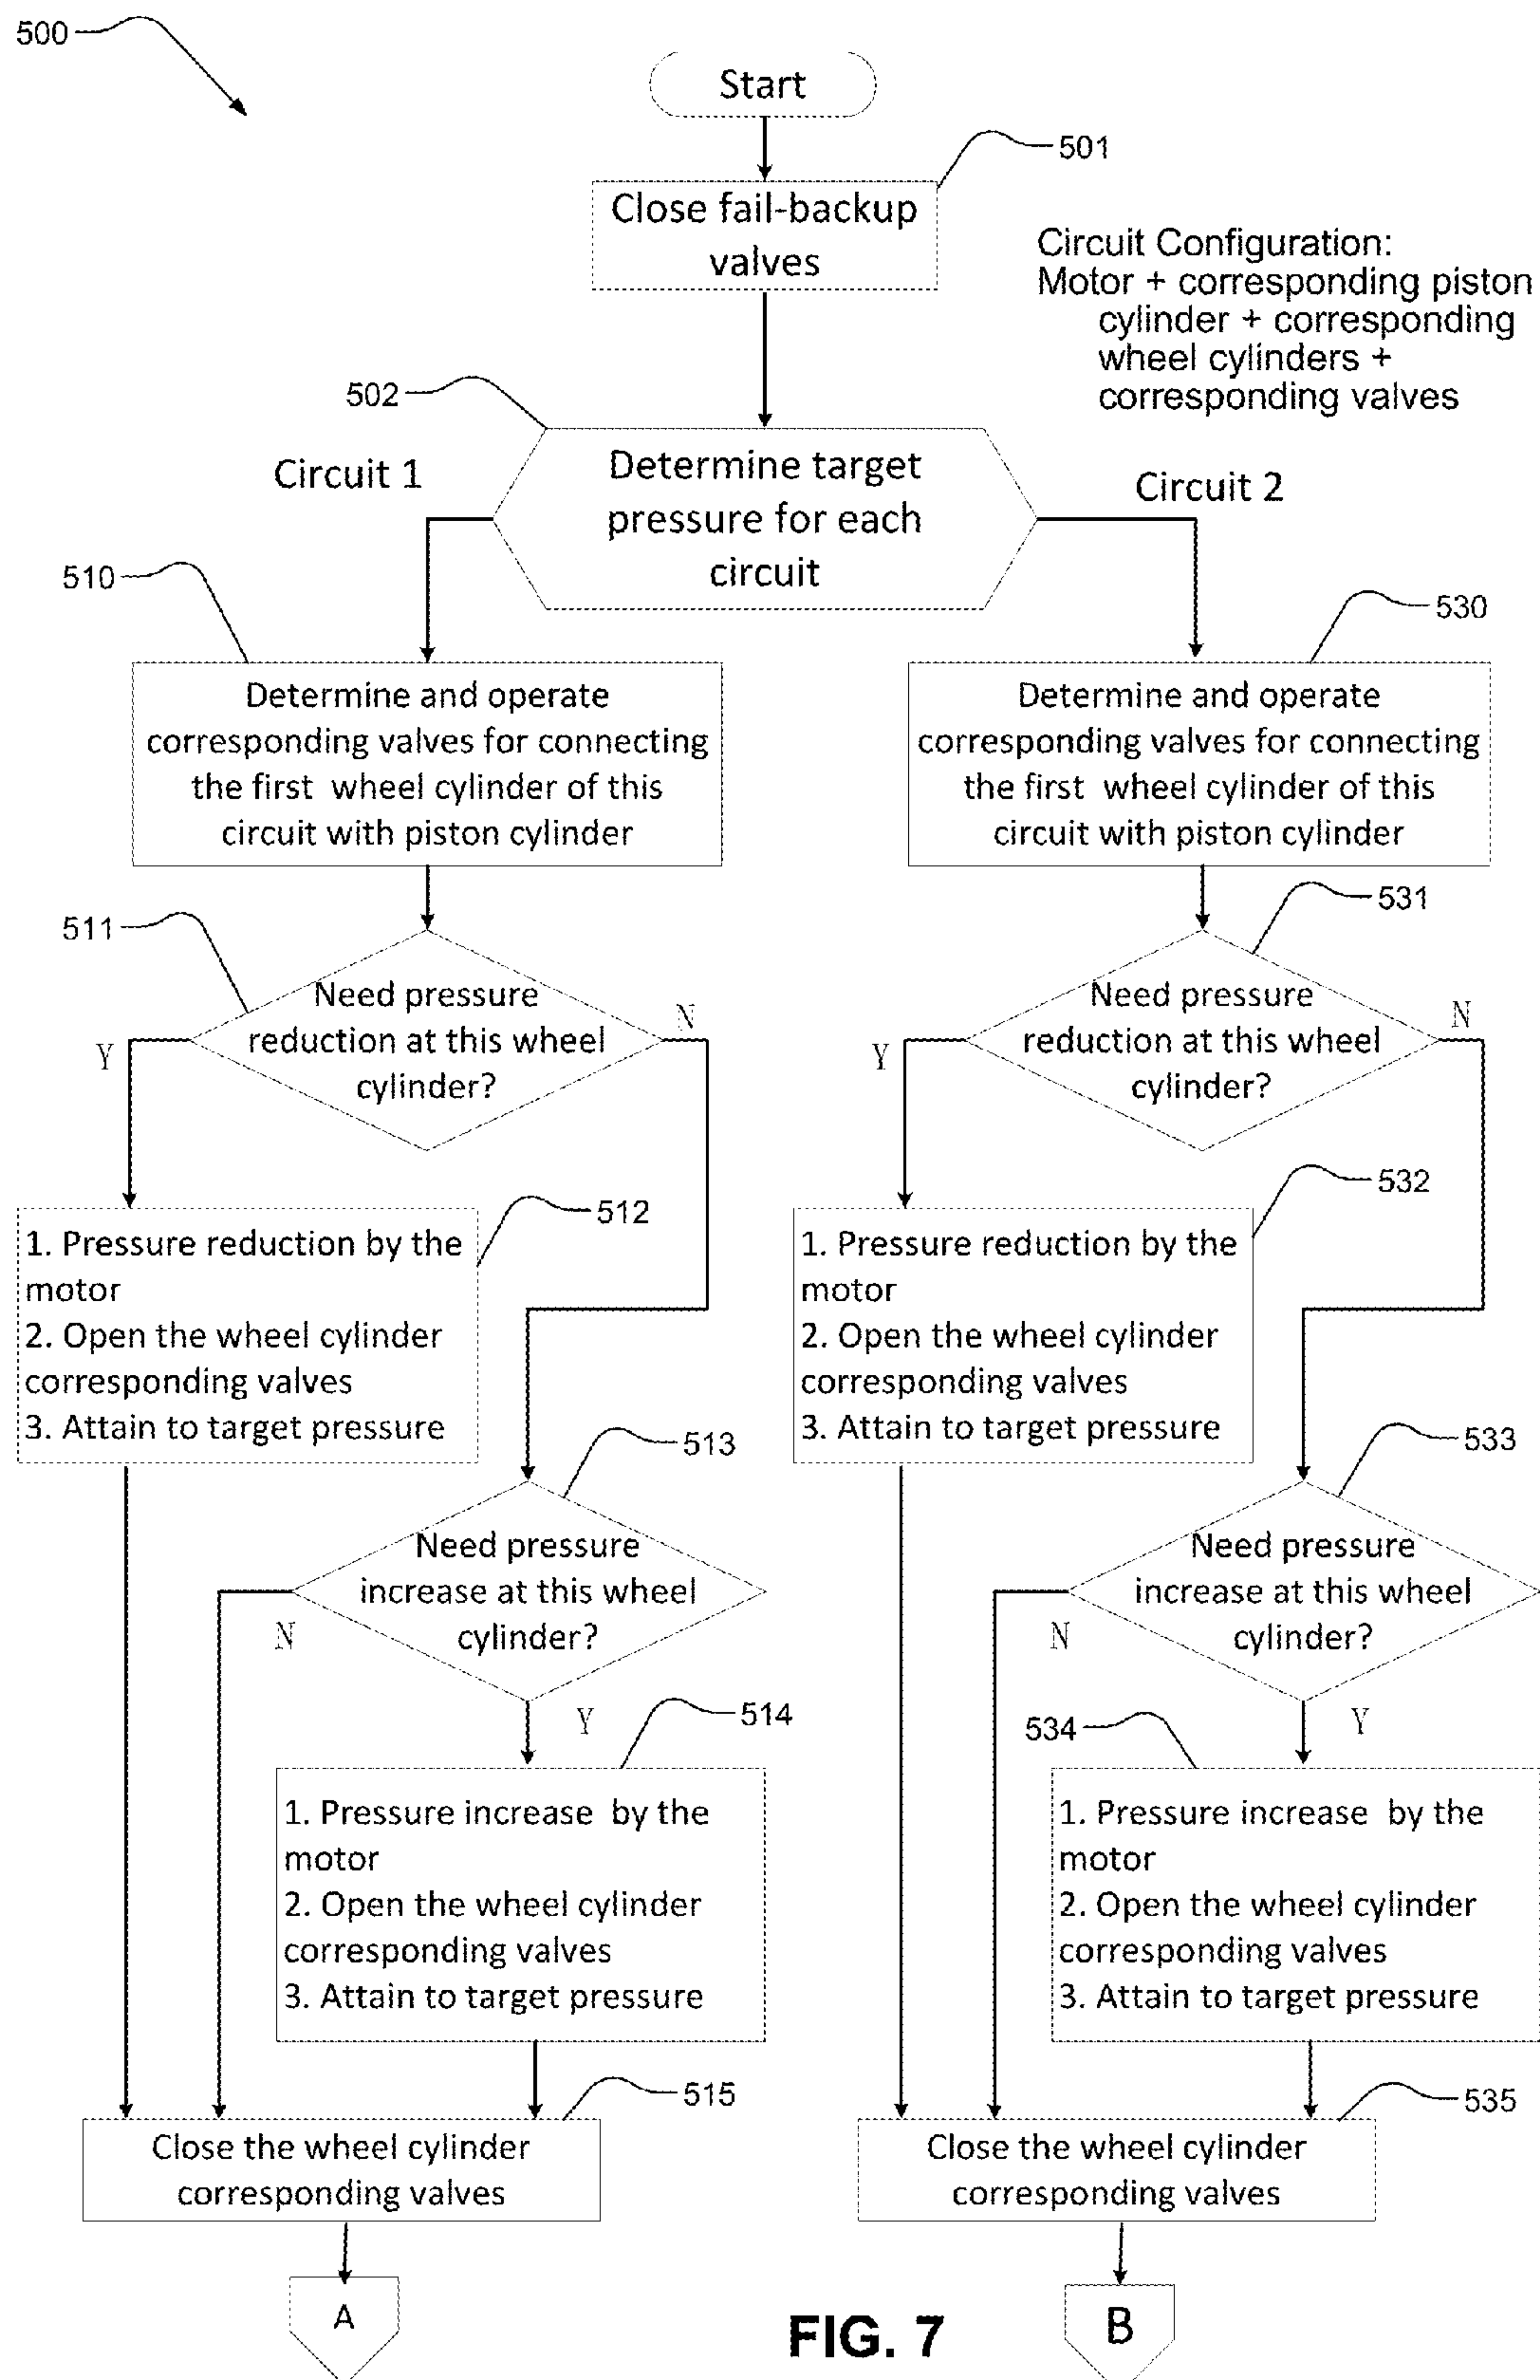 500
Start
501
Close fail-backup
valves
Circuit Configuration:
Motor + corresponding piston
cylinder + corresponding
wheel cylinders +
corresponding valves
502
Circuit 1
Determine target
pressure for each
circuit
Circuit 2
510
530
Determine and operate
corresponding valves for connecting
the first wheel cylinder of this
circuit with piston cylinder
Determine and operate
corresponding valves for connecting
the first wheel cylinder of this
circuit with piston cylinder
511
531
Need pressure
reduction at this wheel
cylinder?
Y
N
Need pressure
reduction at this wheel
cylinder?
Y
N
512
532
1. Pressure reduction by the
motor
2. Open the wheel cylinder
corresponding valves
3. Attain to target pressure
1. Pressure reduction by the
motor
2. Open the wheel cylinder
corresponding valves
3. Attain to target pressure
513
533
Need pressure
increase at this wheel
cylinder?
N
Y
Need pressure
increase at this wheel
cylinder?
N
Y
514
534
1. Pressure increase by the
motor
2. Open the wheel cylinder
corresponding valves
3. Attain to target pressure
1. Pressure increase by the
motor
2. Open the wheel cylinder
corresponding valves
3. Attain to target pressure
515
535
Close the wheel cylinder
corresponding valves
Close the wheel cylinder
corresponding valves
A
FIG. 7
B